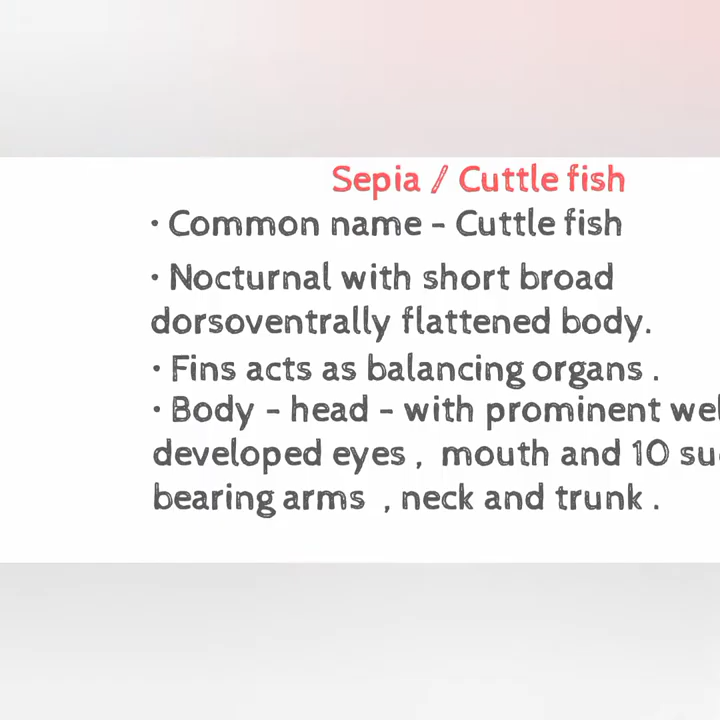 Sepia / Cuttle fish
• Common name - Cuttle fish
• Nocturnal with short broad
dorsoventrally flattened body.
• Fins acts as balancing organs .
• Body - head - with prominent
developed eyes , mouth and 10
bearing arms , neck and trunk .